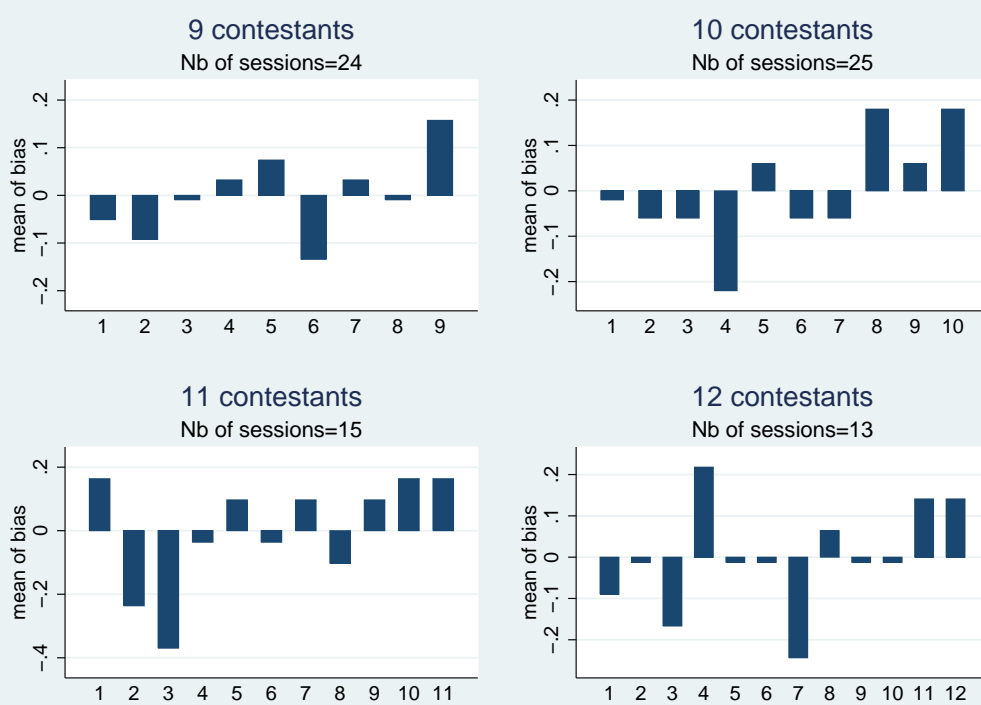 9 contestants
Nb of sessions=24
mean of bias
.2
.1
0
−.1
−.2
1 2 3 4 5 6 7 8 9
10 contestants
Nb of sessions=25
mean of bias
.2
.1
0
−.1
−.2
1 2 3 4 5 6 7 8 9 10
11 contestants
Nb of sessions=15
mean of bias
.2
0
−.2
−.4
1 2 3 4 5 6 7 8 9 10 11
12 contestants
Nb of sessions=13
mean of bias
.2
.1
0
−.1
−.2
1 2 3 4 5 6 7 8 9 10 11 12